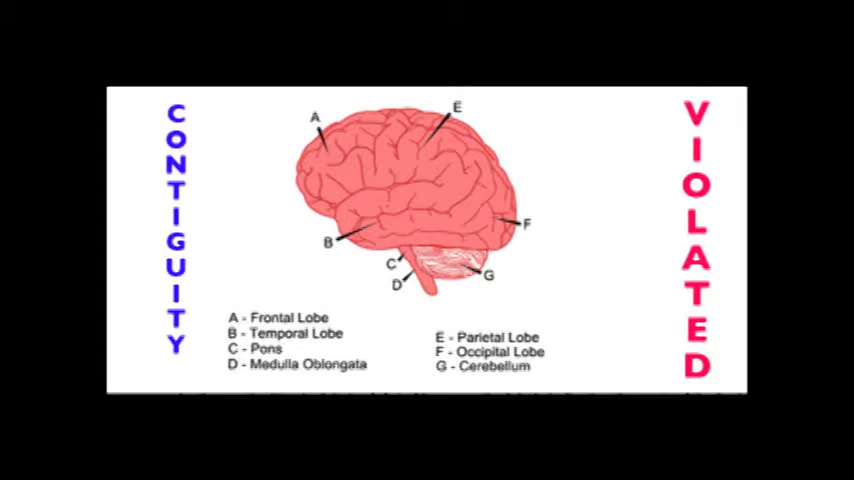 CONTIGUITY
A
E
B
F
C
D
G
A - Frontal Lobe
B - Temporal Lobe
C - Pons
D - Medulla Oblongata
E - Parietal Lobe
F - Occipital Lobe
G - Cerebellum
VIOLATED